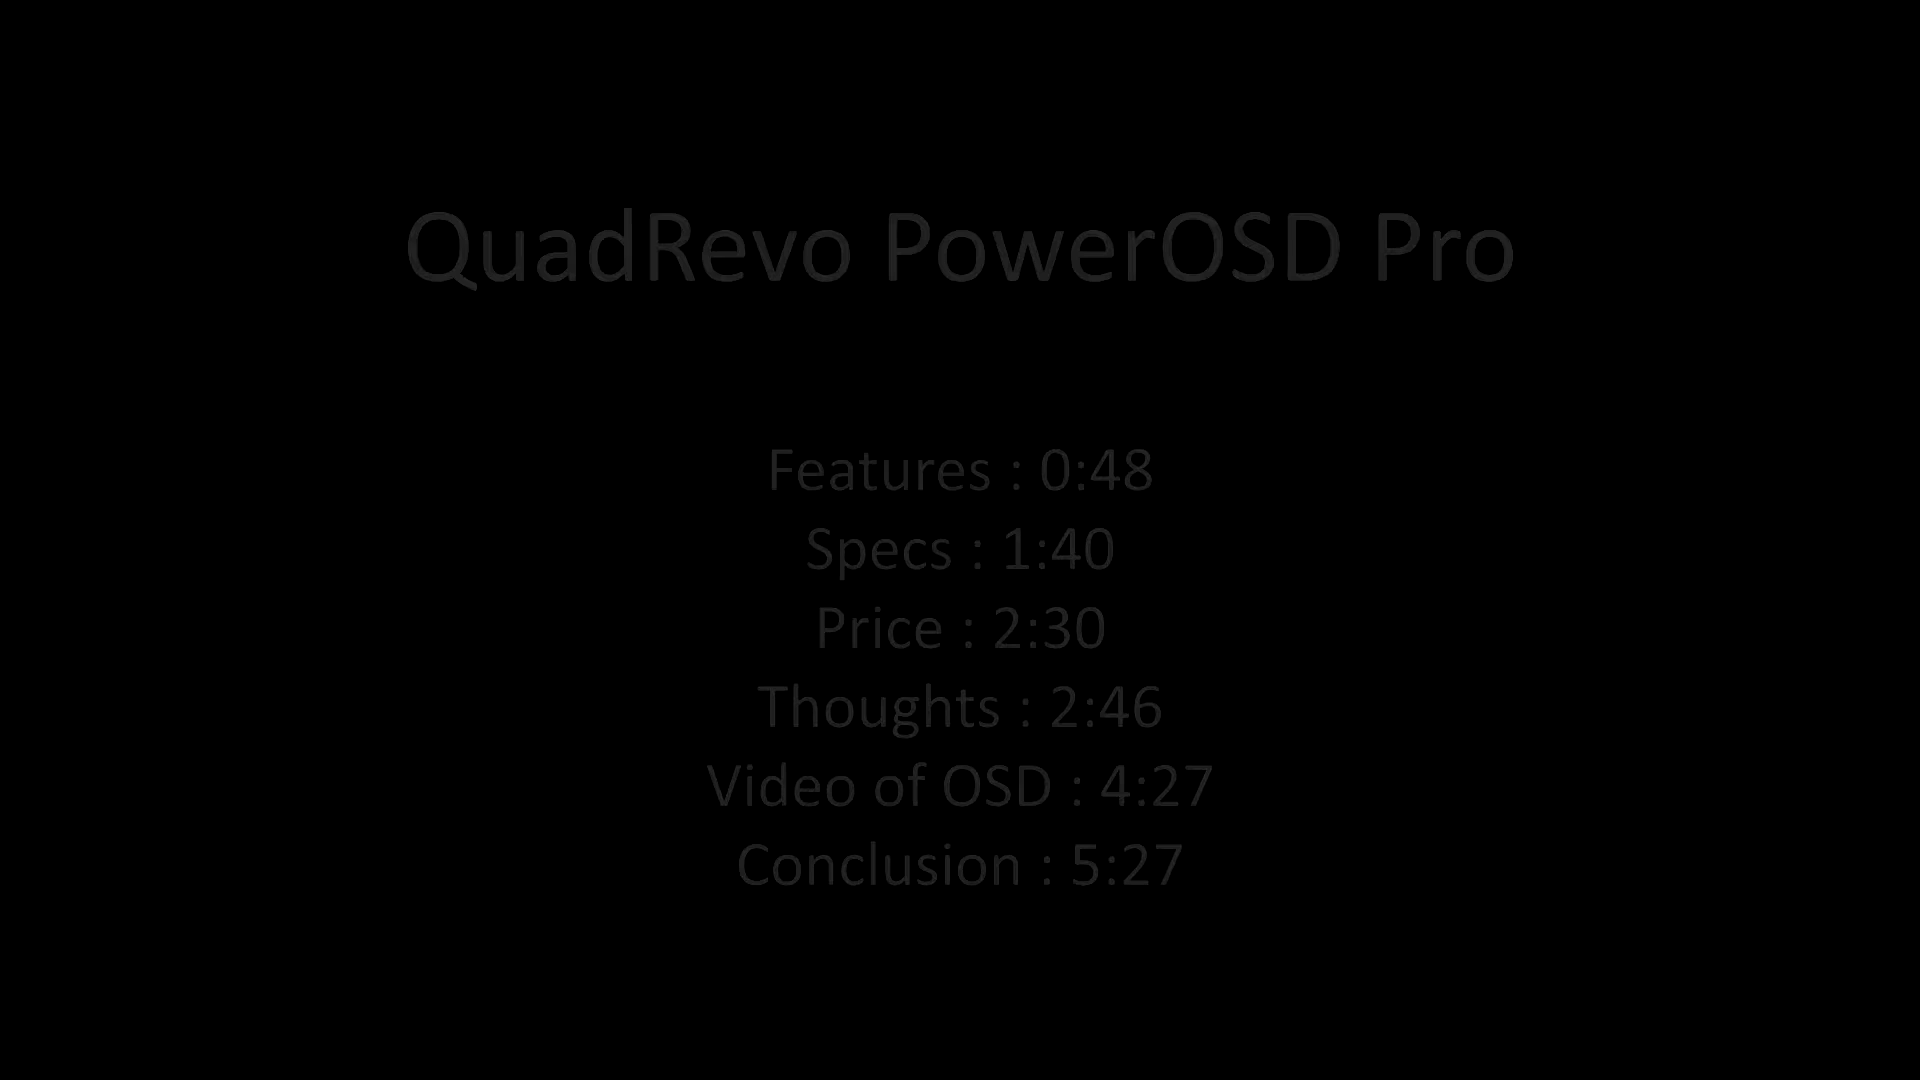 QuadRevo PowerOSD Pro
Features : 0:48
Specs : 1:40
Price : 2:30
Thoughts : 2:46
Video of OSD : 4:27
Conclusion : 5:27